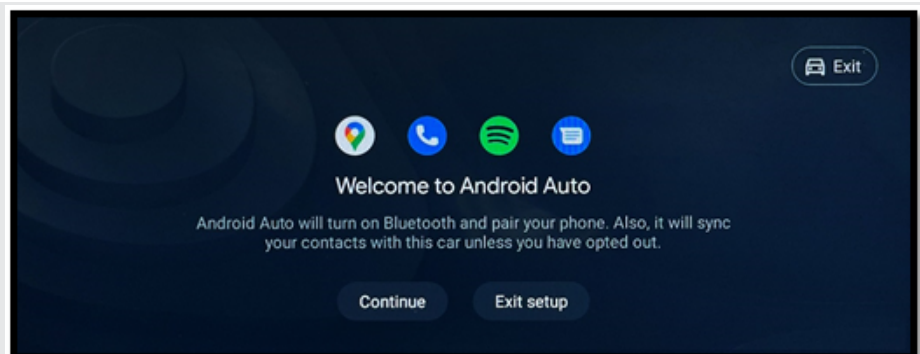 Exit
Welcome to Android Auto
Android Auto will turn on Bluetooth and pair your phone. Also, it will sync
your contacts with this car unless you have opted out.
Continue
Exit setup